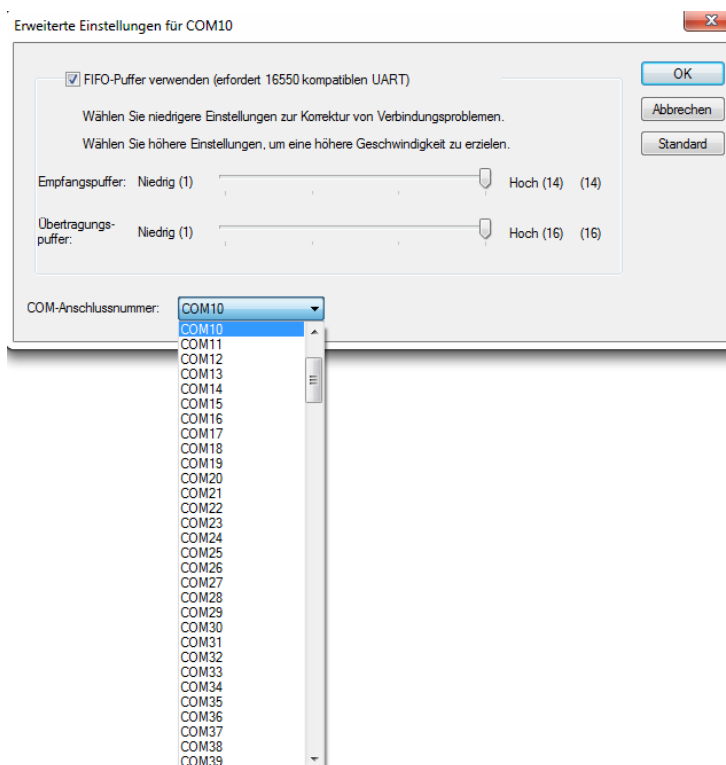 Erweiterte Einstellungen für COM10
FIFO-Puffer verwenden (erfordert 16550 kompatiblen UART)
OK
Wählen Sie niedrigere Einstellungen zur Korrektur von Verbindungsproblemen.
Abbrechen
Wählen Sie höhere Einstellungen, um eine höhere Geschwindigkeit zu erzielen.
Standard
Empfangspuffer: Niedrig (1) Hoch (14) (14)
Übertragungs-
puffer: Niedrig (1) Hoch (16) (16)
COM-Anschlussnummer: COM10
COM10
COM11
COM12
COM13
COM14
COM15
COM16
COM17
COM18
COM19
COM20
COM21
COM22
COM23
COM24
COM25
COM26
COM27
COM28
COM29
COM30
COM31
COM32
COM33
COM34
COM35
COM36
COM37
COM38
COM39